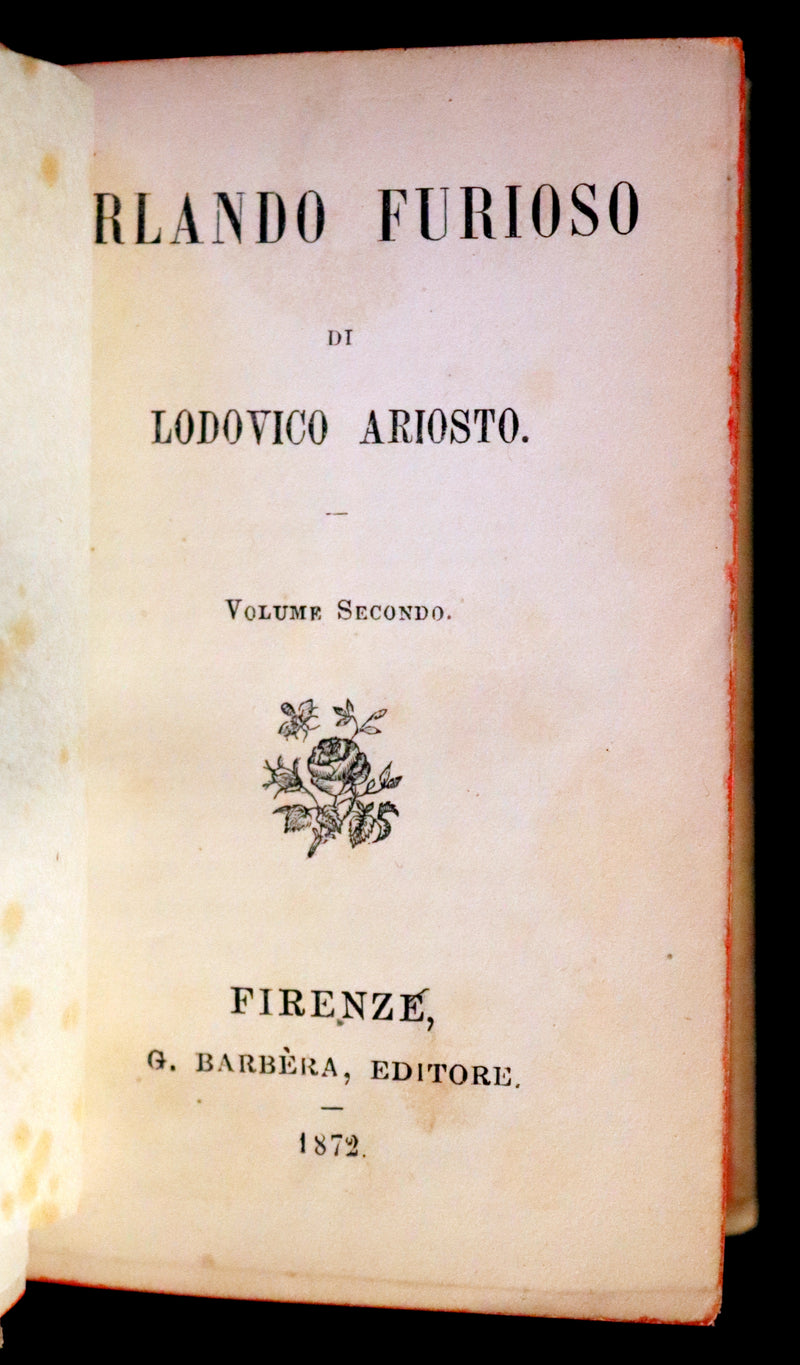 RLANDO FURIOSO
DI
LODOVICO ARIOSTO.
VOLUME SECONDO.
FIRENZE,
G. BARBÈRA, EDITORE.
1872.